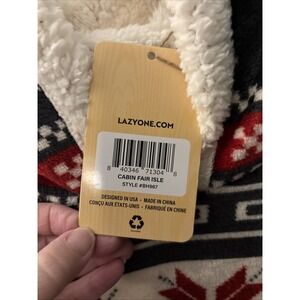 LAZYONE.COM
8 40346 71304 8
CABIN FAIR ISLE
STYLE #BH967
DESIGNED IN USA • MADE IN CHINA
CONÇU AUX ÉTATS-UNIS • FABRIQUÉ EN CHINE